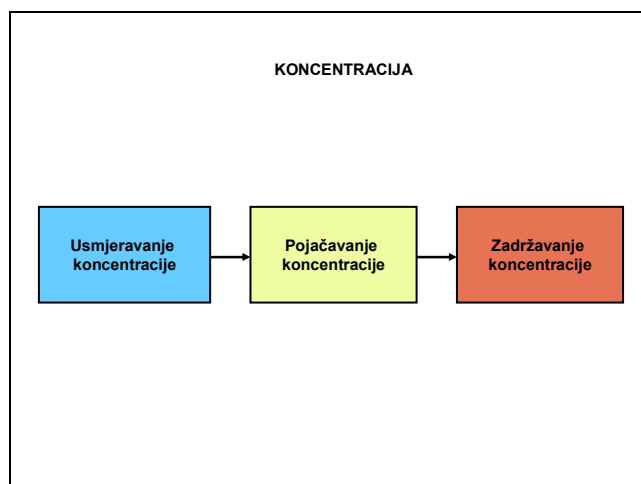 KONCENTRACIJA
Usmjeravanje
koncentracije
Pojačavanje
koncentracije
Zadržavanje
koncentracije